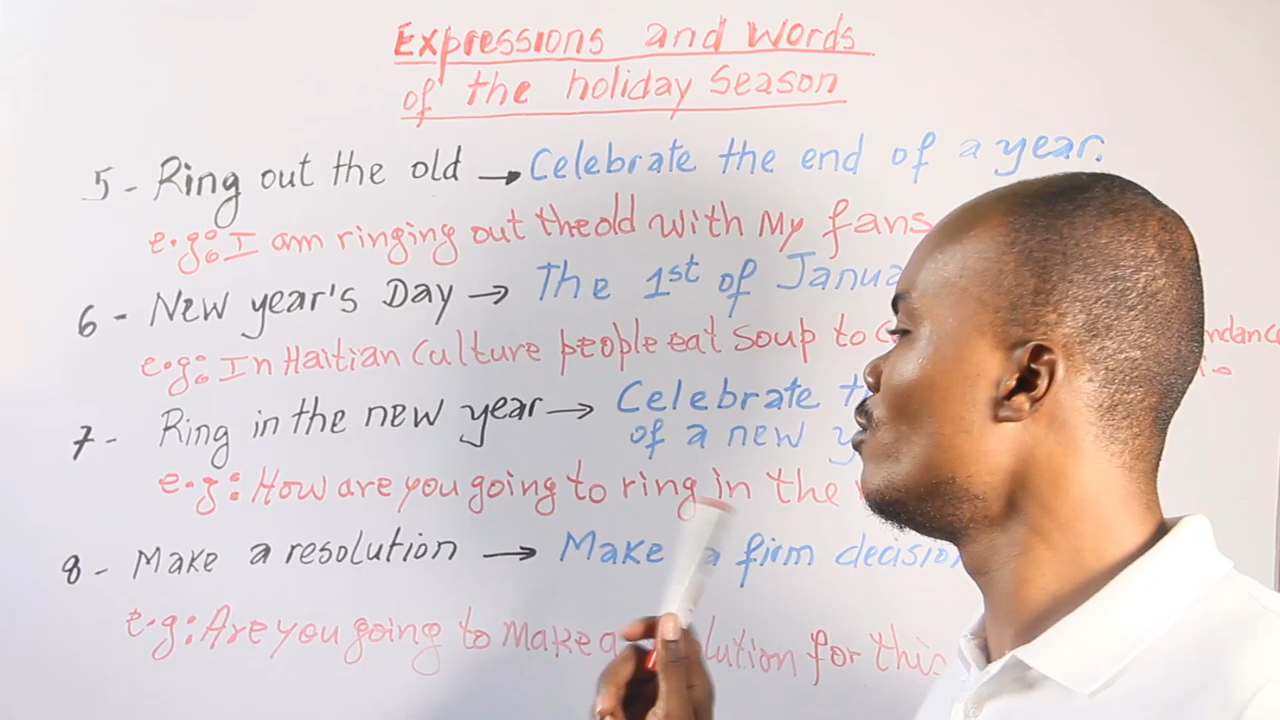 Expressions and Words
of the holiday Season
5 - Ring out the old → Celebrate the end of a year.
e.g: I am ringing out the old with My fans
6 - New year's Day → The 1st of
e.g: In Haitian Culture people eat Soup to
7 - Ring in the new year → Celebrate
of a new
e.g: How are you going to ring in the
8 - Make a resolution → Make a firm decision
e.g: Are you going to Make a for this